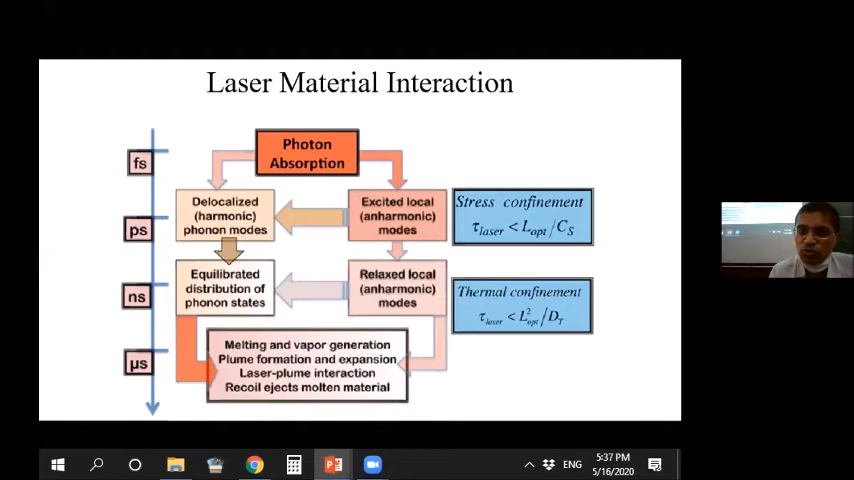 Laser Material Interaction
fs
ps
ns
µs
Photon
Absorption
Delocalized
(harmonic)
phonon modes
Excited local
(anharmonic)
modes
Equilibrated
distribution of
phonon states
Relaxed local
(anharmonic)
modes
Melting and vapor generation
Plume formation and expansion
Laser-plume interaction
Recoil ejects molten material
Stress confinement
τ_laser < L_opt/C_S
Thermal confinement
τ_laser < L²_opt/D_T
ENG
5:37 PM
5/16/2020